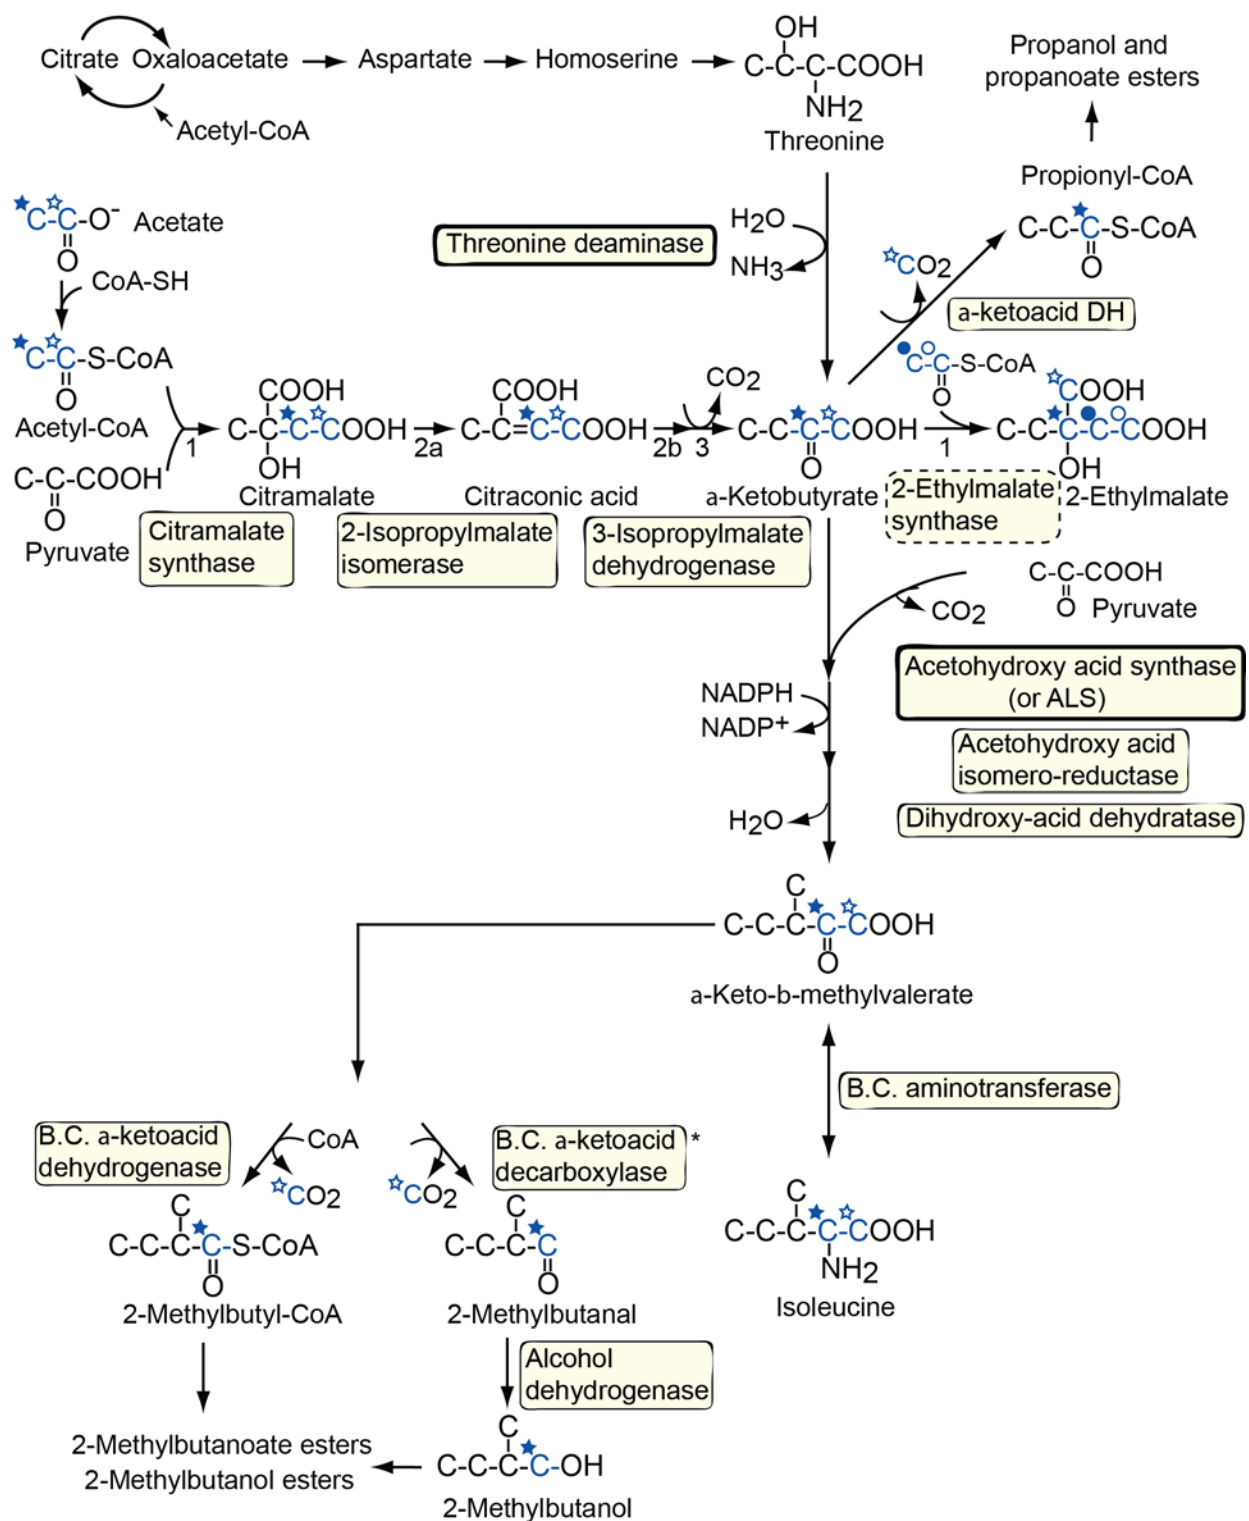 Citrate Oxaloacetate Aspartate Homoserine
OH
C-C-C-COOH
NH2
Threonine
Acetyl-CoA
Propanol and
propanoate esters
Propionyl-CoA
C-C-C-S-CoA
O
C-C-O- Acetate
O
CoA-SH
Threonine deaminase
H2O
NH3
CO2
a-ketoacid DH
C-C-S-CoA
O
Acetyl-CoA
C-C-COOH
O
Pyruvate
1
COOH
C-C-C-COOH
OH
Citramalate
Citramalate
synthase
2a
COOH
C-C=C-COOH
Citraconic acid
2-Isopropylmalate
isomerase
CO2
2b 3
3-Isopropylmalate
dehydrogenase
C-C-C-COOH
O
a-Ketobutyrate
C-C-S-CoA
O
1
2-Ethylmalate
synthase
COOH
C-C-C-C-COOH
OH
2-Ethylmalate
C-C-COOH
O Pyruvate
CO2
Acetohydroxy acid synthase
(or ALS)
NADPH
NADP+
Acetohydroxy acid
isomero-reductase
H2O
Dihydroxy-acid dehydratase
C
C-C-C-C-COOH
O
a-Keto-b-methylvalerate
B.C. aminotransferase
C
C-C-C-C-COOH
NH2
Isoleucine
B.C. a-ketoacid
dehydrogenase
CoA
CO2
C
C-C-C-C-S-CoA
O
2-Methylbutyl-CoA
B.C. a-ketoacid *
decarboxylase
CO2
C
C-C-C-C
O
2-Methylbutanal
Alcohol
dehydrogenase
C
C-C-C-C-OH
2-Methylbutanol
2-Methylbutanoate esters
2-Methylbutanol esters